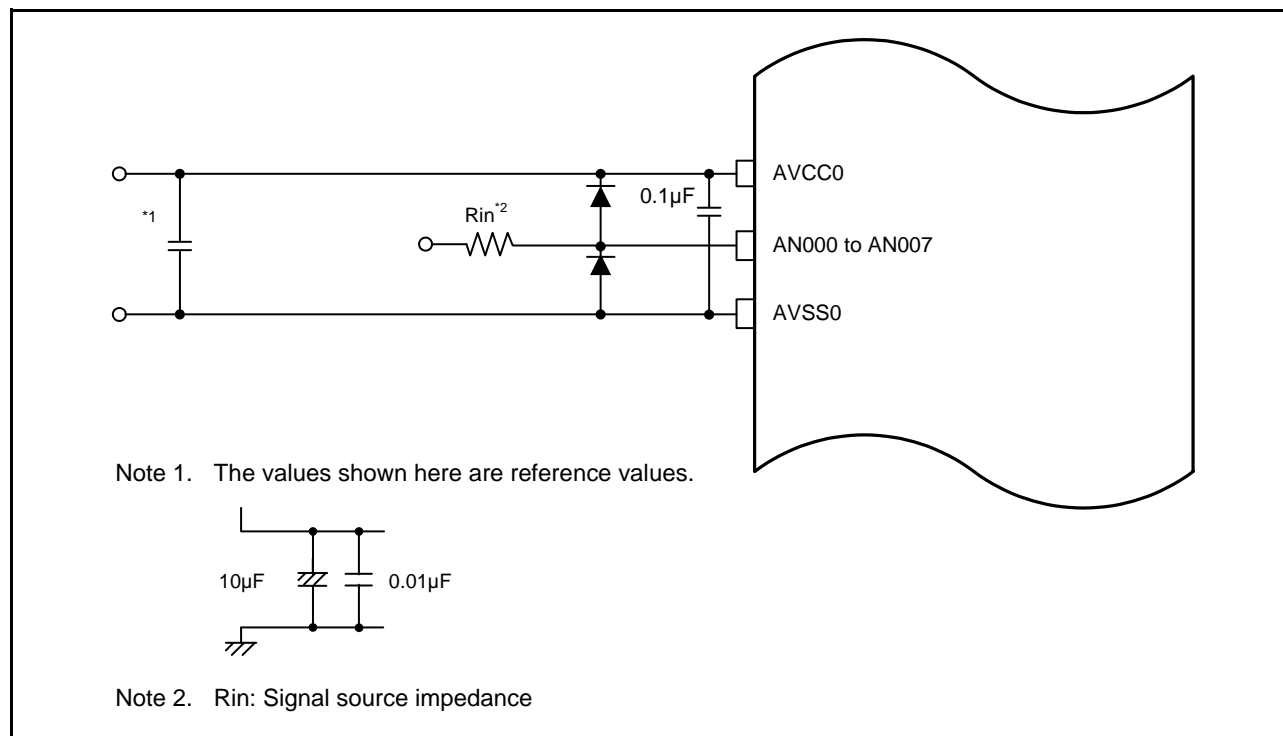 AVCC0
0.1µF
*1
Rin*2
AN000 to AN007
AVSS0
Note 1. The values shown here are reference values.
10µF
0.01µF
Note 2. Rin: Signal source impedance